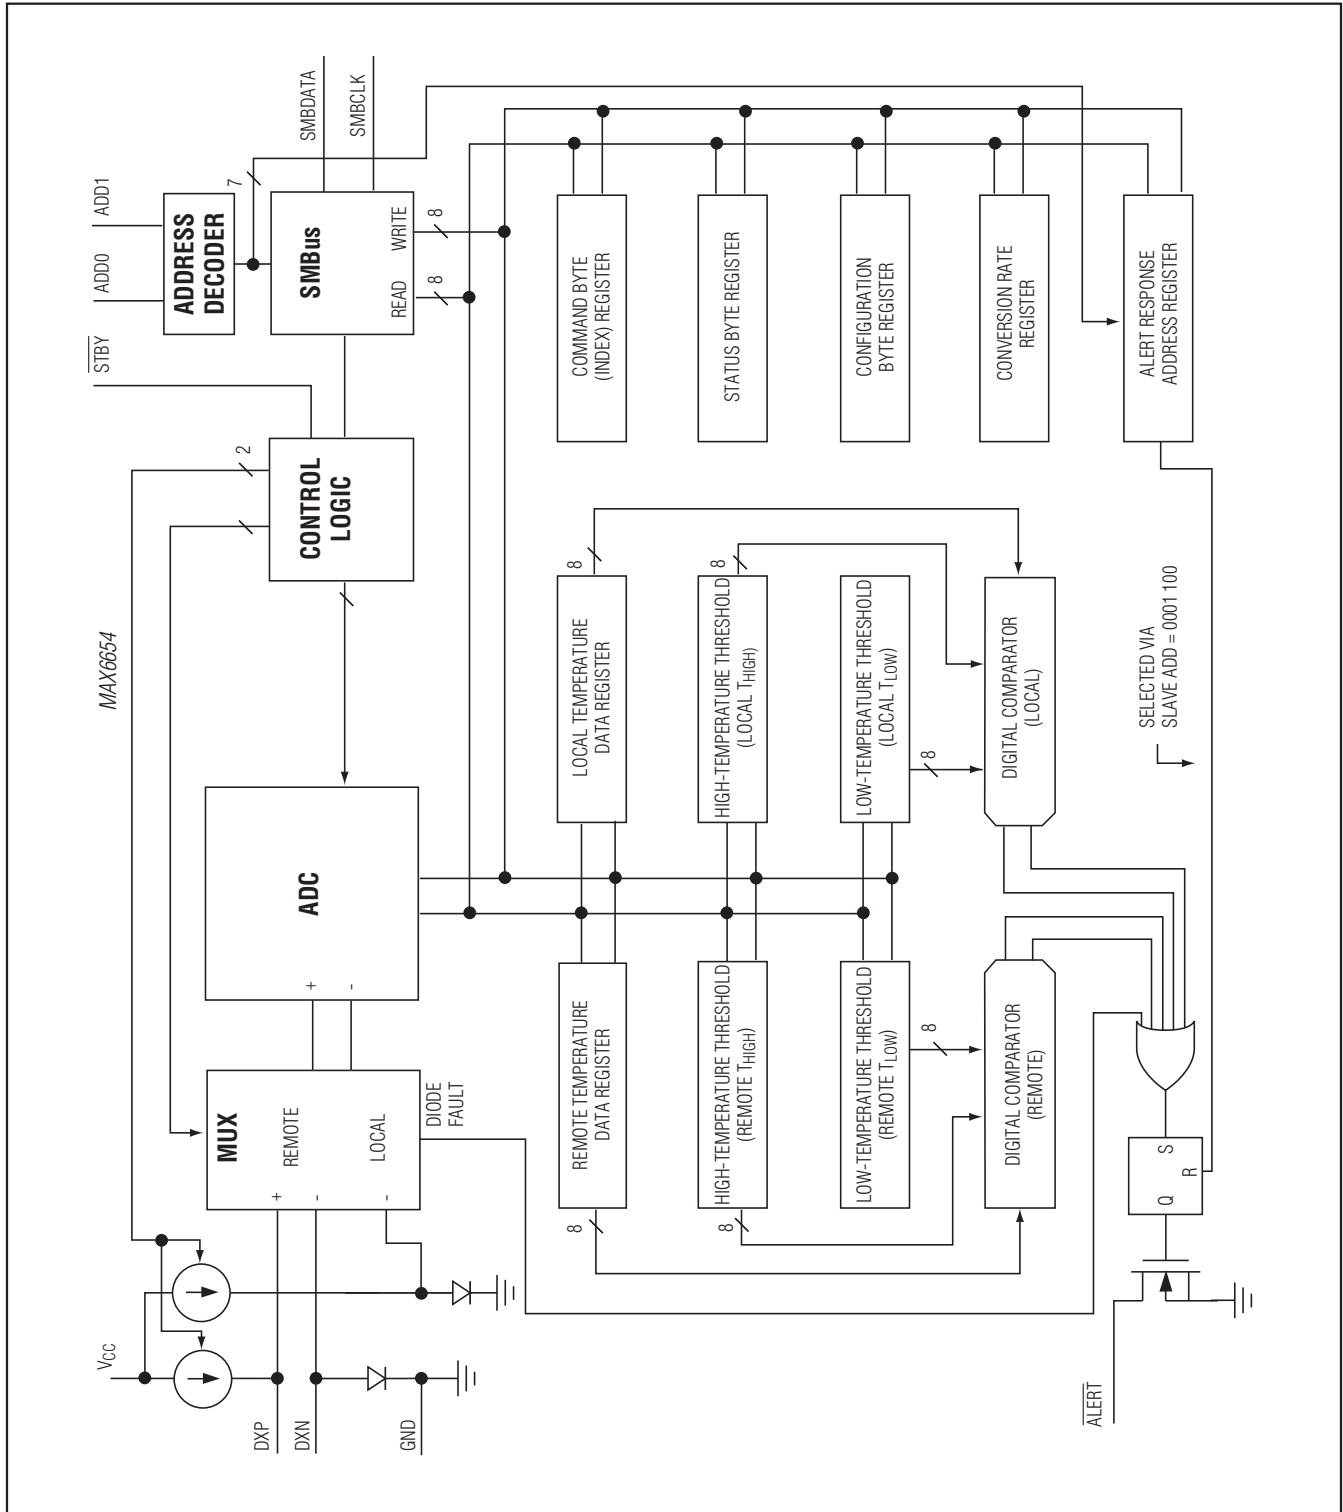 MAX6654
VCC
DXP
DXN
GND
+
-
-
MUX
REMOTE
LOCAL
DIODE
FAULT
+
-
ADC
2
CONTROL
LOGIC
STBY
ADD0
ADD1
ADDRESS
DECODER
7
SMBus
READ
WRITE
8
8
SMBDATA
SMBCLK
REMOTE TEMPERATURE
DATA REGISTER
8
LOCAL TEMPERATURE
DATA REGISTER
8
COMMAND BYTE
(INDEX) REGISTER
HIGH-TEMPERATURE THRESHOLD
(REMOTE THIGH)
8
HIGH-TEMPERATURE THRESHOLD
(LOCAL THIGH)
8
STATUS BYTE REGISTER
LOW-TEMPERATURE THRESHOLD
(REMOTE TLOW)
8
LOW-TEMPERATURE THRESHOLD
(LOCAL TLOW)
8
CONFIGURATION
BYTE REGISTER
DIGITAL COMPARATOR
(REMOTE)
DIGITAL COMPARATOR
(LOCAL)
CONVERSION RATE
REGISTER
ALERT
Q
S
R
SELECTED VIA
SLAVE ADD = 0001 100
ALERT RESPONSE
ADDRESS REGISTER